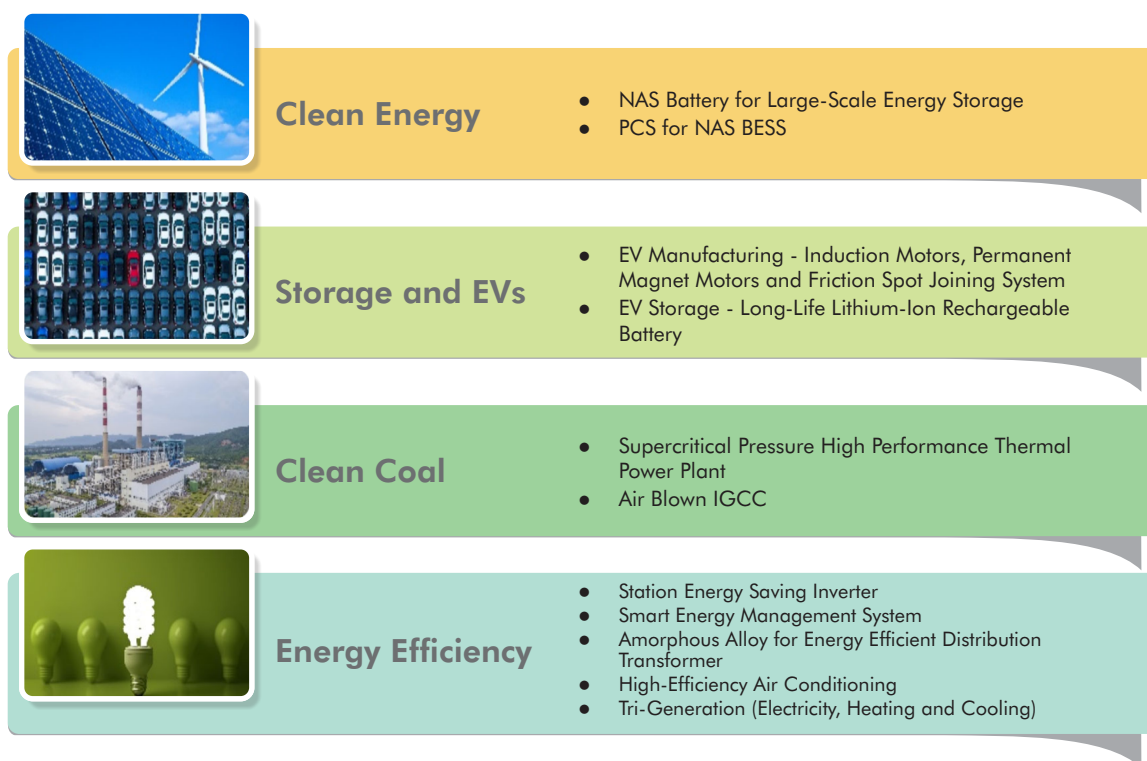 Clean Energy
● NAS Battery for Large-Scale Energy Storage
● PCS for NAS BESS
Storage and EVs
● EV Manufacturing - Induction Motors, Permanent
Magnet Motors and Friction Spot Joining System
● EV Storage - Long-Life Lithium-Ion Rechargeable
Battery
Clean Coal
● Supercritical Pressure High Performance Thermal
Power Plant
● Air Blown IGCC
Energy Efficiency
● Station Energy Saving Inverter
● Smart Energy Management System
● Amorphous Alloy for Energy Efficient Distribution
Transformer
● High-Efficiency Air Conditioning
● Tri-Generation (Electricity, Heating and Cooling)